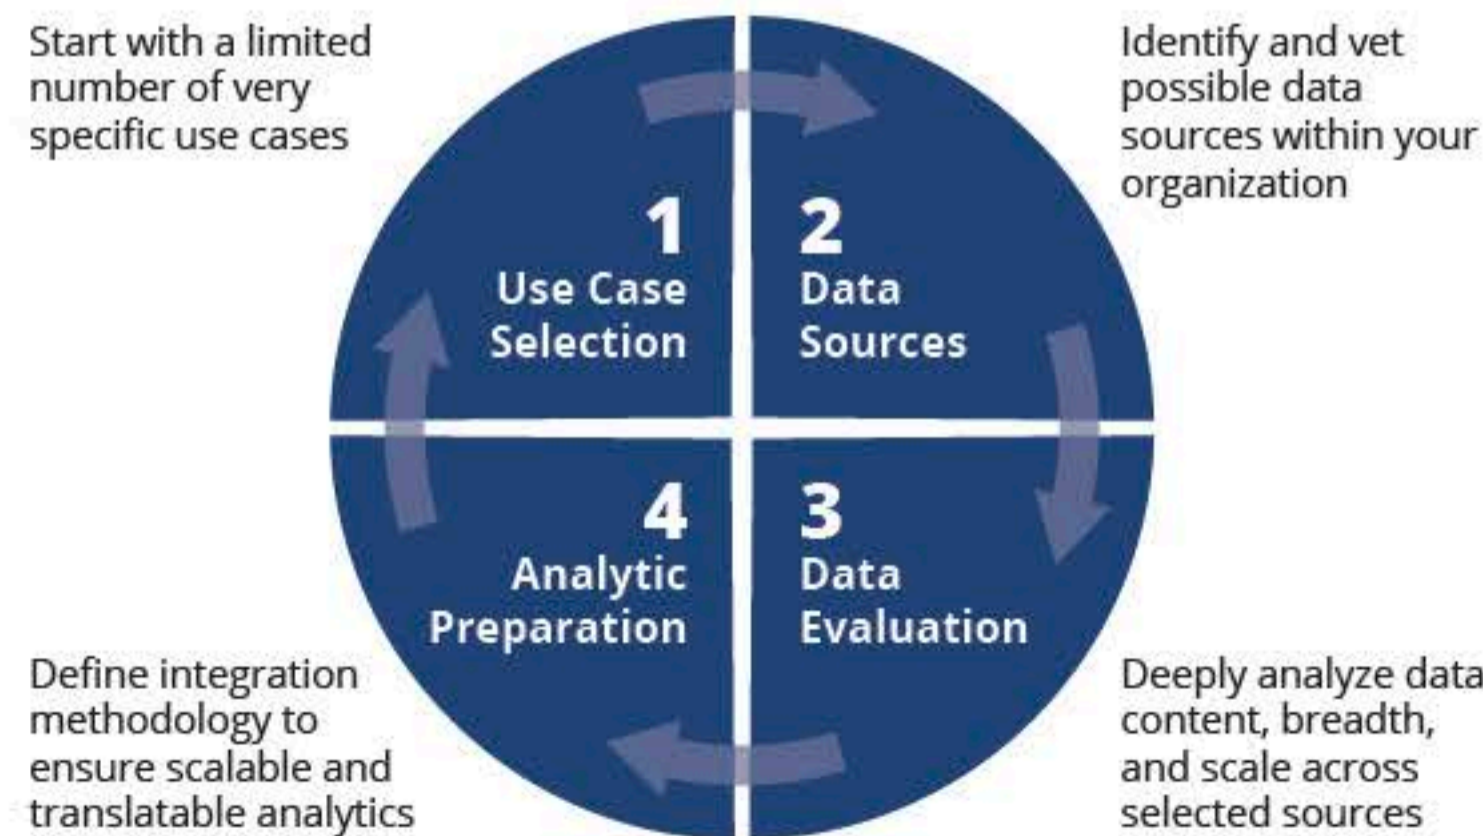 Start with a limited
number of very
specific use cases
1
Use Case
Selection
2
Data
Sources
Identify and vet
possible data
sources within your
organization
4
Analytic
Preparation
3
Data
Evaluation
Define integration
methodology to
ensure scalable and
translatable analytics
Deeply analyze data
content, breadth,
and scale across
selected sources